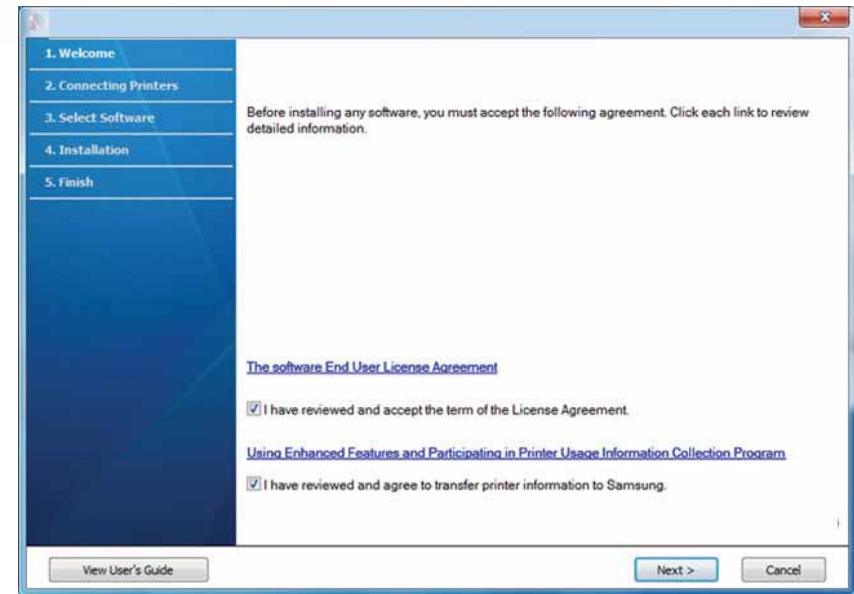 1. Welcome
2. Connecting Printers
3. Select Software
4. Installation
5. Finish
Before installing any software, you must accept the following agreement. Click each link to review
detailed information.
The software End User License Agreement
I have reviewed and accept the term of the License Agreement.
Using Enhanced Features and Participating in Printer Usage Information Collection Program
I have reviewed and agree to transfer printer information to Samsung.
View User's Guide
Next >
Cancel